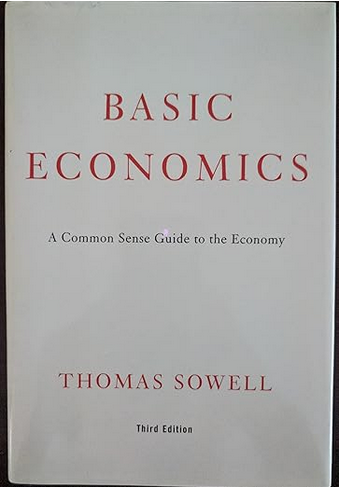 BASIC
ECONOMICS
A Common Sense Guide to the Economy
THOMAS SOWELL
Third Edition